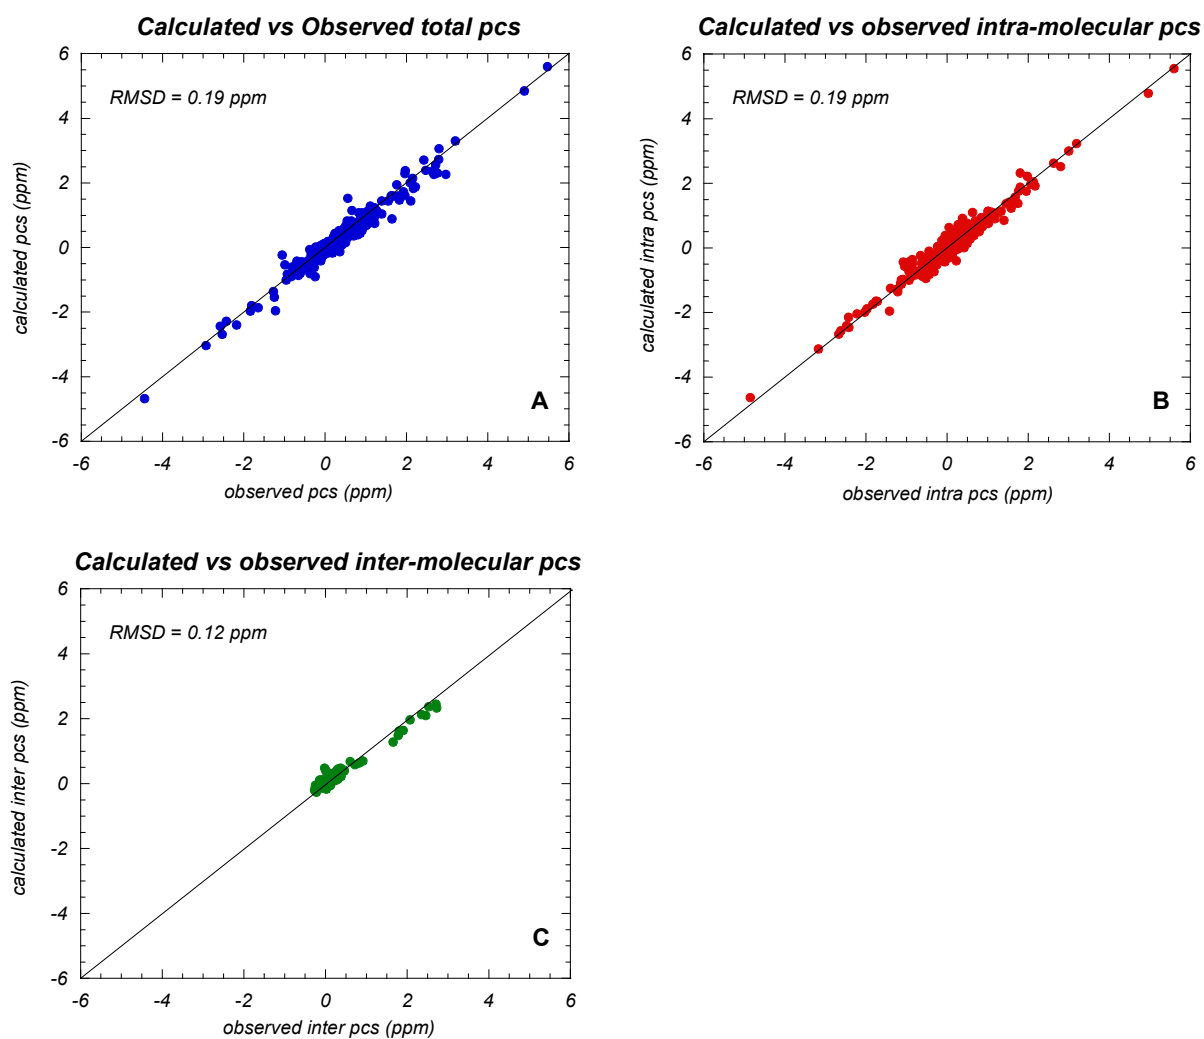 Calculated vs Observed total pcs
6
4
2
0
-2
-4
-6
calculated pcs (ppm)
RMSD = 0.19 ppm
A
-6 -4 -2 0 2 4 6
observed pcs (ppm)
Calculated vs observed intra-molecular pcs
6
4
2
0
-2
-4
-6
calculated intra pcs (ppm)
RMSD = 0.19 ppm
B
-6 -4 -2 0 2 4 6
observed intra pcs (ppm)
Calculated vs observed inter-molecular pcs
6
4
2
0
-2
-4
-6
calculated inter pcs (ppm)
RMSD = 0.12 ppm
C
-6 -4 -2 0 2 4 6
observed inter pcs (ppm)